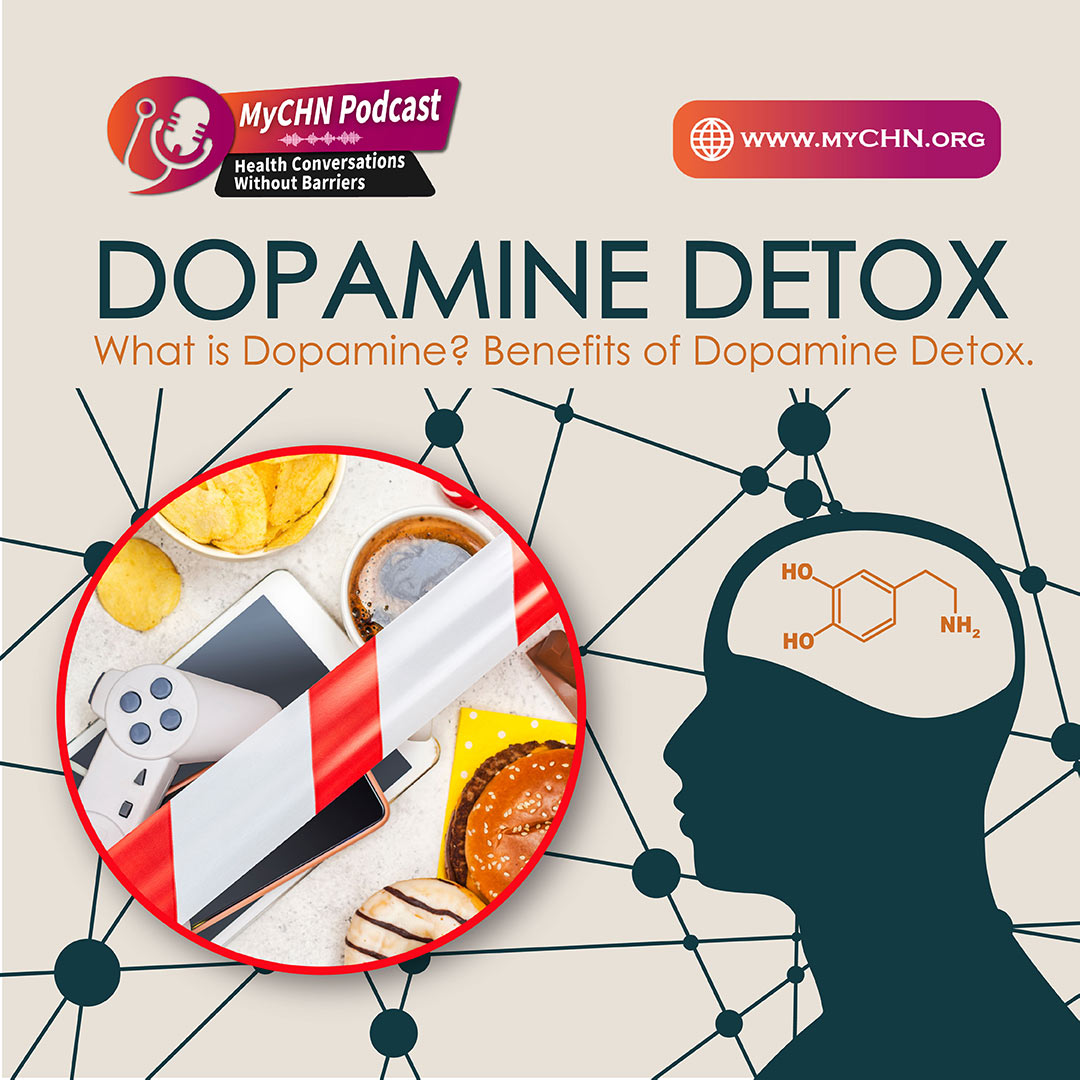 MyCHN Podcast
Health Conversations
Without Barriers
WWW.MYCHN.ORG
DOPAMINE DETOX
What is Dopamine? Benefits of Dopamine Detox.
HO
HO
NH₂